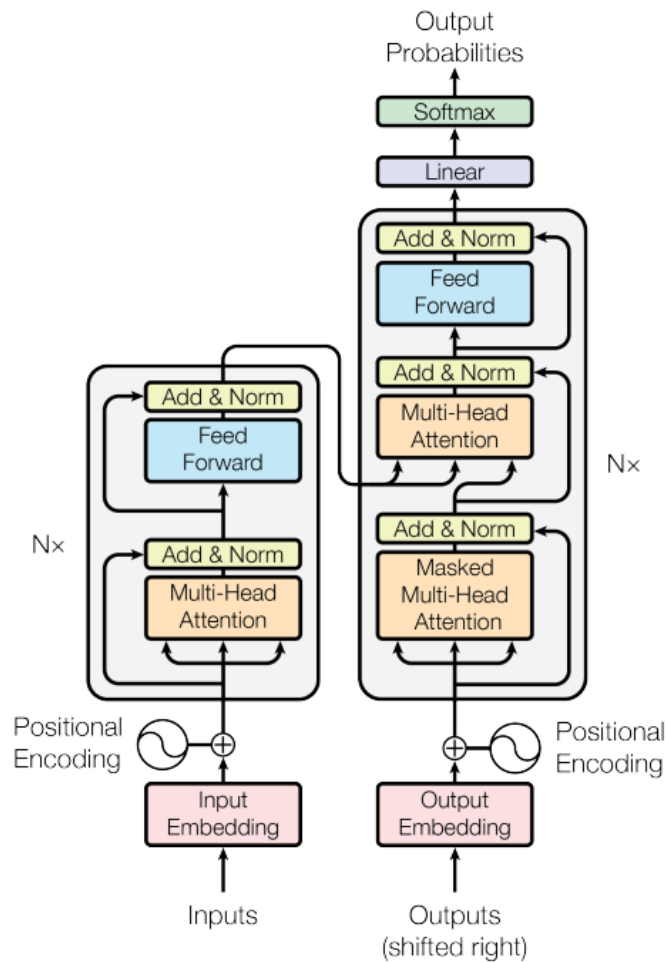 Output
Probabilities
Softmax
Linear
Add & Norm
Feed
Forward
Add & Norm
Multi-Head
Attention
Nx
Add & Norm
Masked
Multi-Head
Attention
Add & Norm
Feed
Forward
Nx
Add & Norm
Multi-Head
Attention
Positional
Encoding
Positional
Encoding
Input
Embedding
Output
Embedding
Inputs
Outputs
(shifted right)